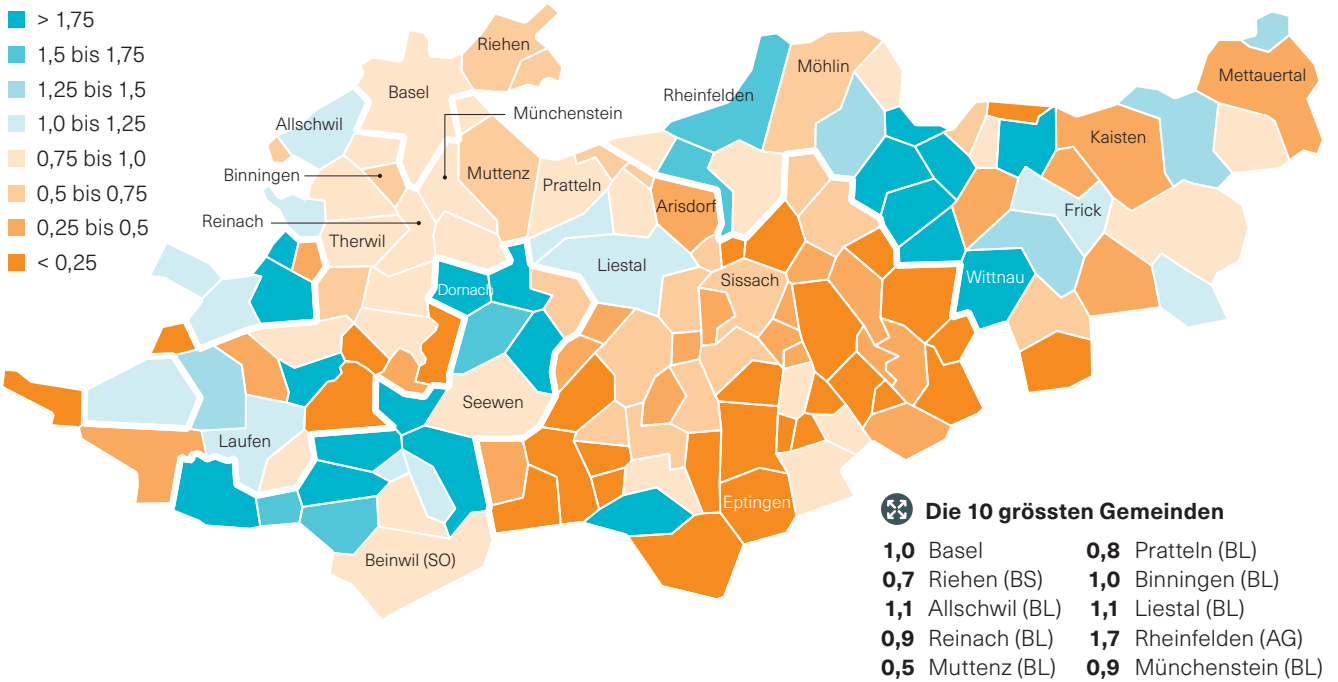 > 1,75
1,5 bis 1,75
1,25 bis 1,5
1,0 bis 1,25
0,75 bis 1,0
0,5 bis 0,75
0,25 bis 0,5
< 0,25
Riehen
Basel
Münchenstein
Allschwil
Binningen
Reinach
Therwil
Muttenz
Pratteln
Rheinfelden
Möhlin
Mettauertal
Kaisten
Frick
Arisdorf
Liestal
Sissach
Wittnau
Dornach
Seewen
Laufen
Beinwil (SO)
Eptingen
Die 10 grössten Gemeinden
1,0 Basel
0,7 Riehen (BS)
1,1 Allschwil (BL)
0,9 Reinach (BL)
0,5 Muttenz (BL)
0,8 Pratteln (BL)
1,0 Binningen (BL)
1,1 Liestal (BL)
1,7 Rheinfelden (AG)
0,9 Münchenstein (BL)